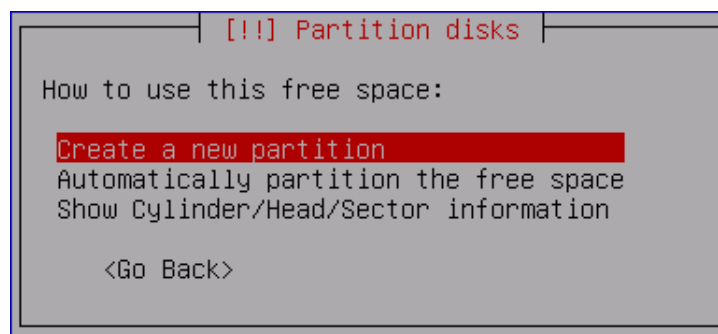 [!!] Partition disks
How to use this free space:
Create a new partition
Automatically partition the free space
Show Cylinder/Head/Sector information
<Go Back>